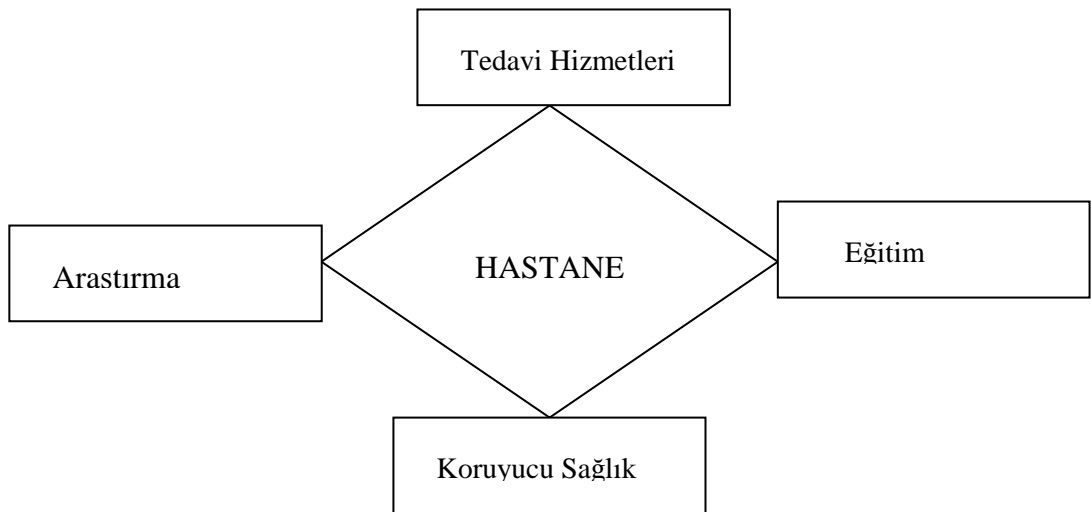 Tedavi Hizmetleri
Eğitim
HASTANE
Arastırma
Koruyucu Sağlık